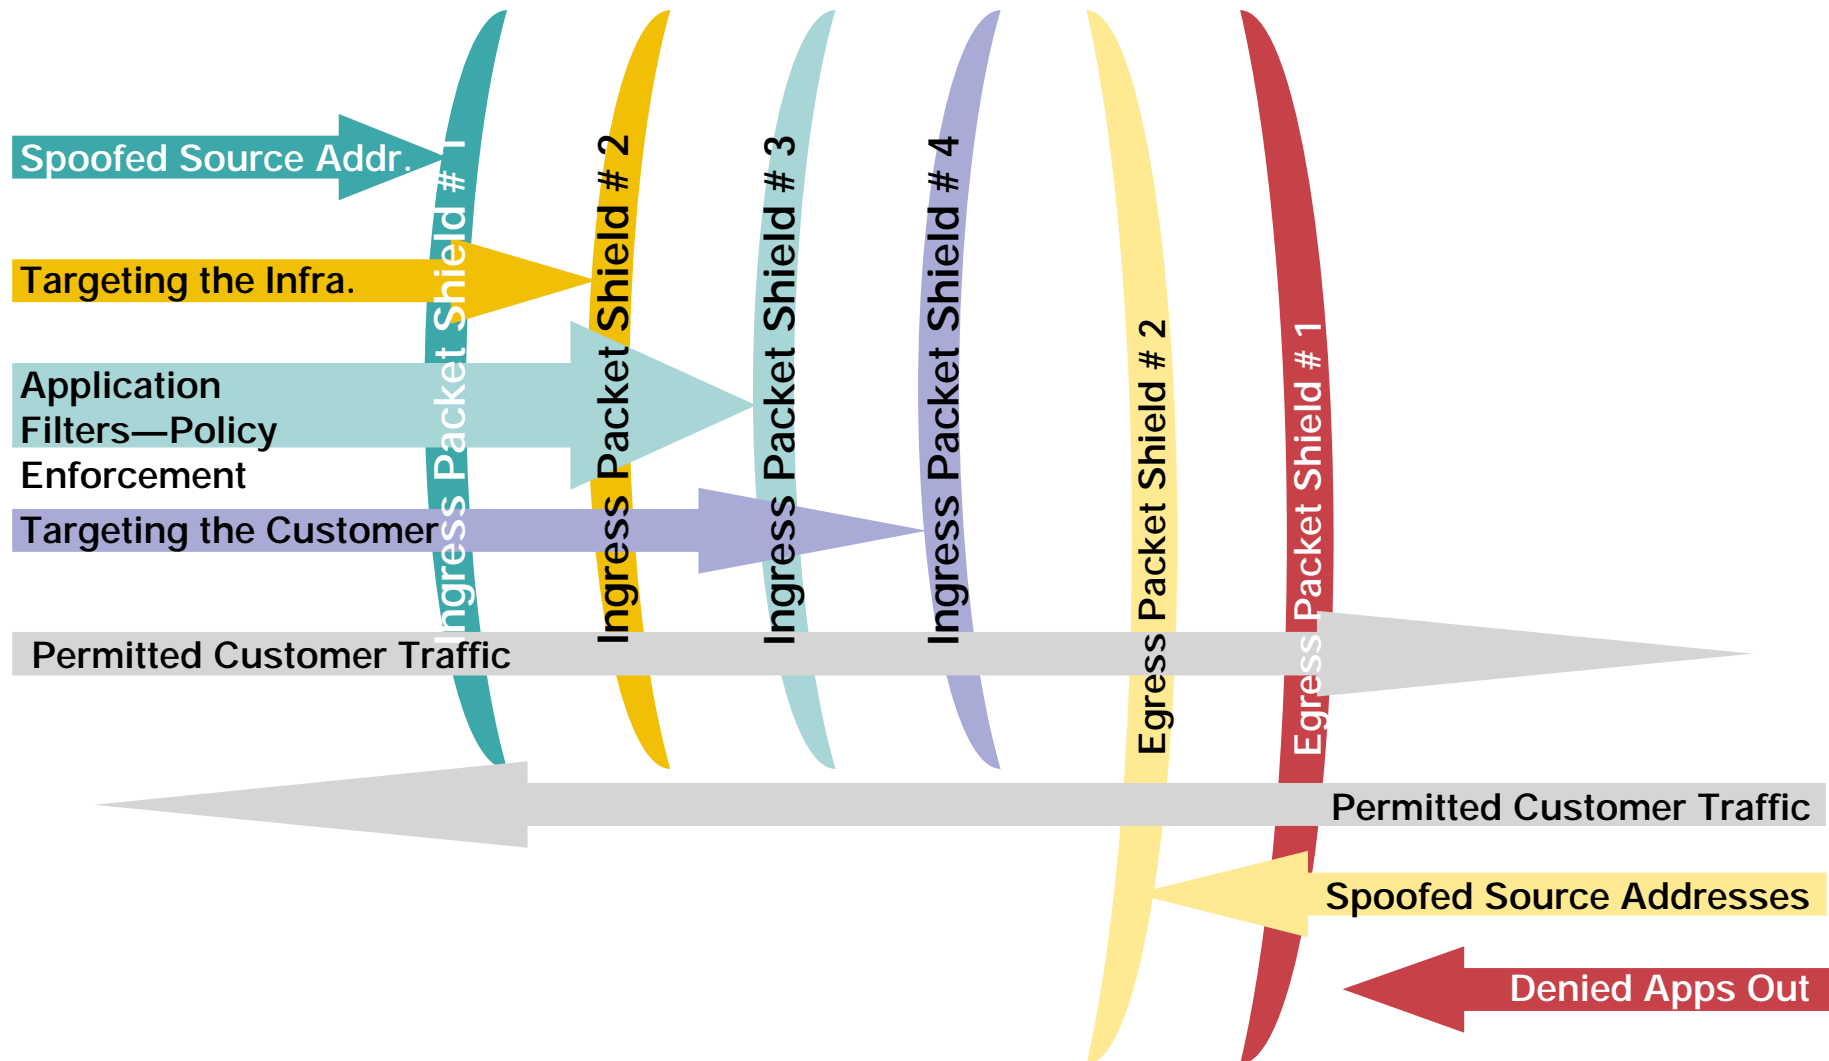 Spoofed Source Addr.
Targeting the Infra.
Application
Filters—Policy
Enforcement
Targeting the Customer
Permitted Customer Traffic
Ingress Packet Shield # 1
Ingress Packet Shield # 2
Ingress Packet Shield # 3
Ingress Packet Shield # 4
Egress Packet Shield # 2
Egress Packet Shield # 1
Permitted Customer Traffic
Spoofed Source Addresses
Denied Apps Out